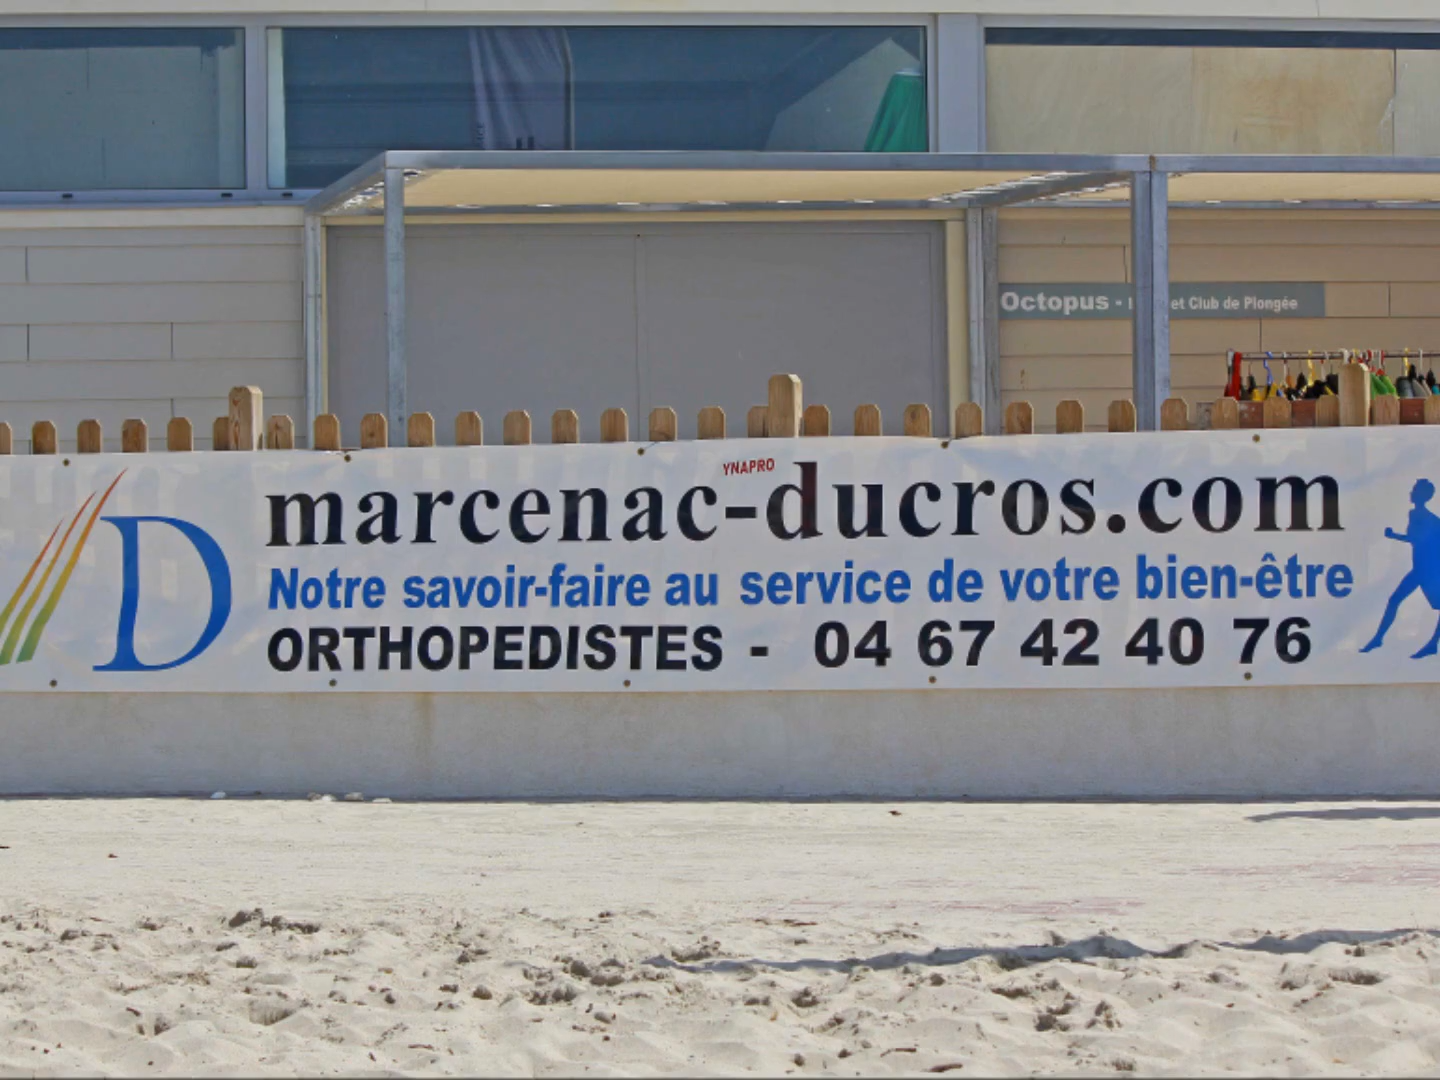 Octopus -
et Club de Plongée
YNAPRO
marcenac-ducros.com
D
Notre savoir-faire au service de votre bien-être
ORTHOPEDISTES - 04 67 42 40 76